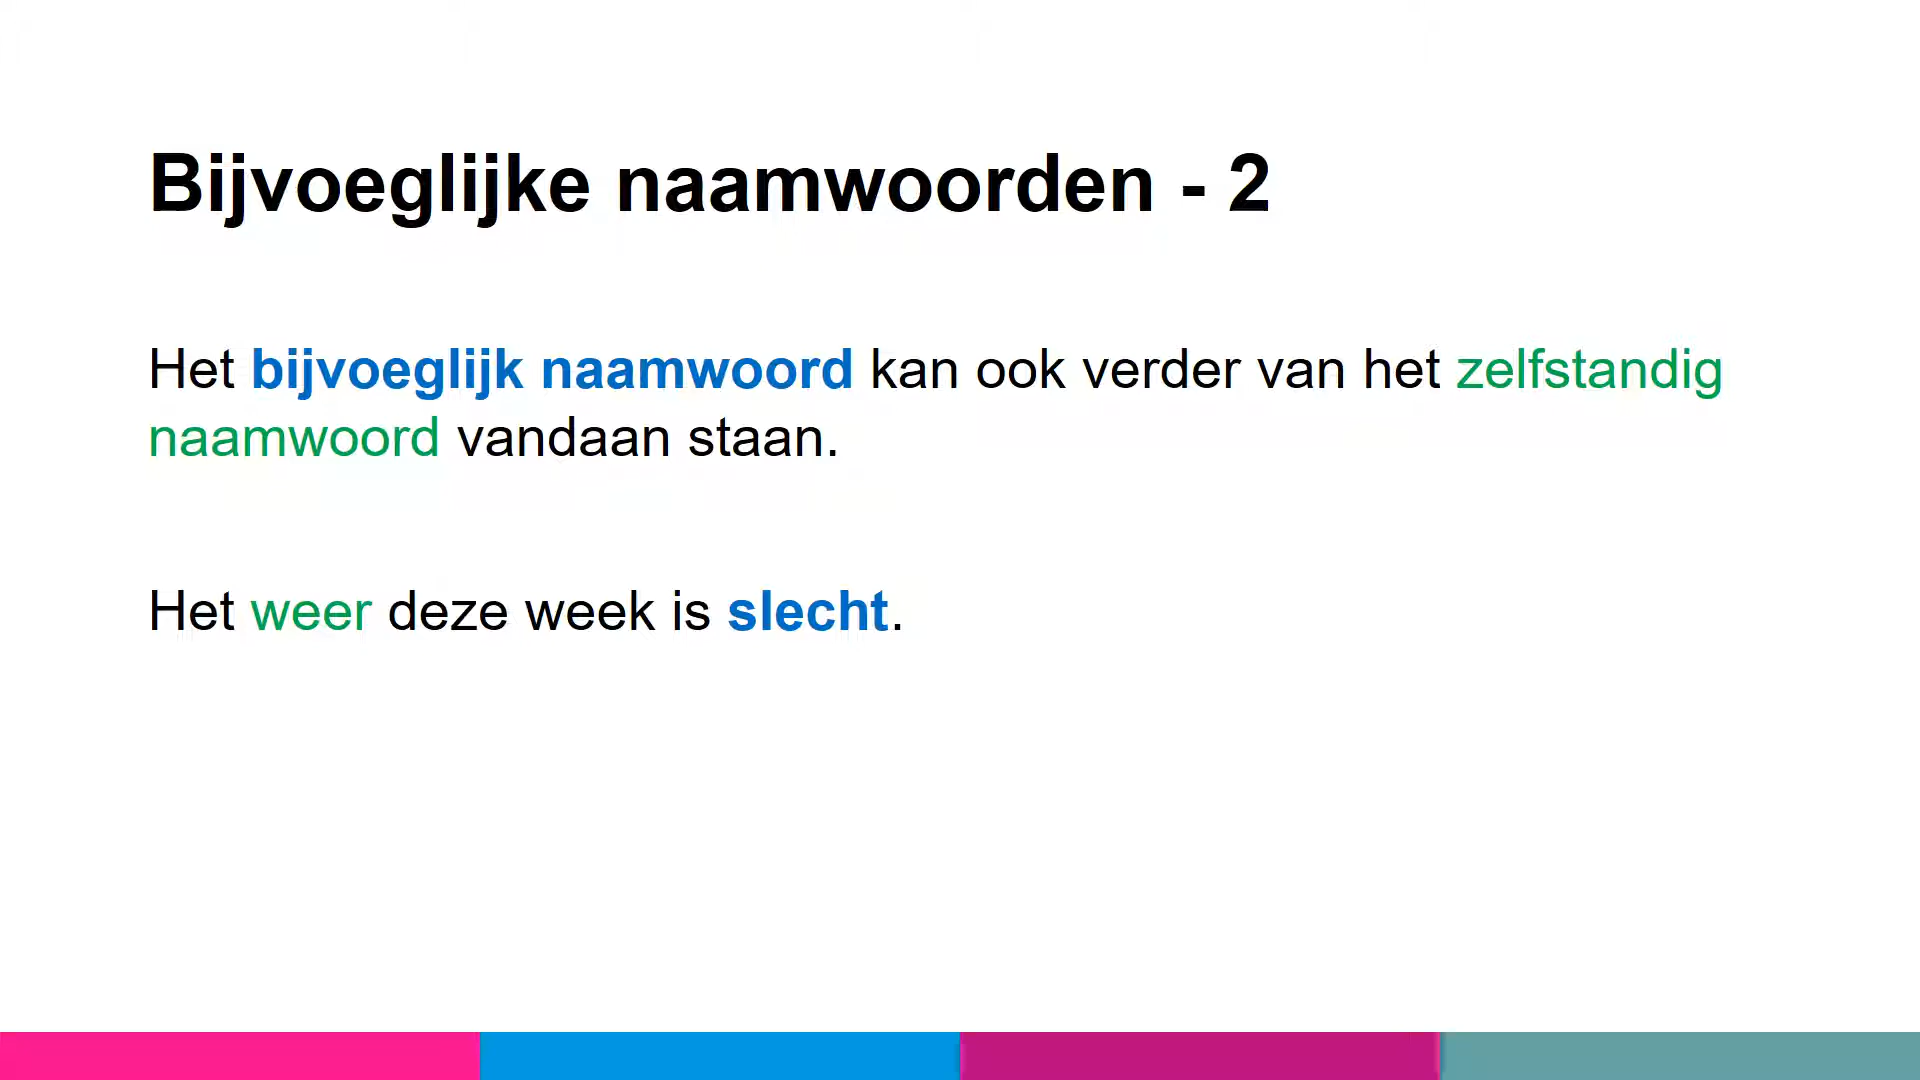 Bijvoeglijke naamwoorden - 2
Het bijvoeglijk naamwoord kan ook verder van het zelfstandig
naamwoord vandaan staan.
Het weer deze week is slecht.